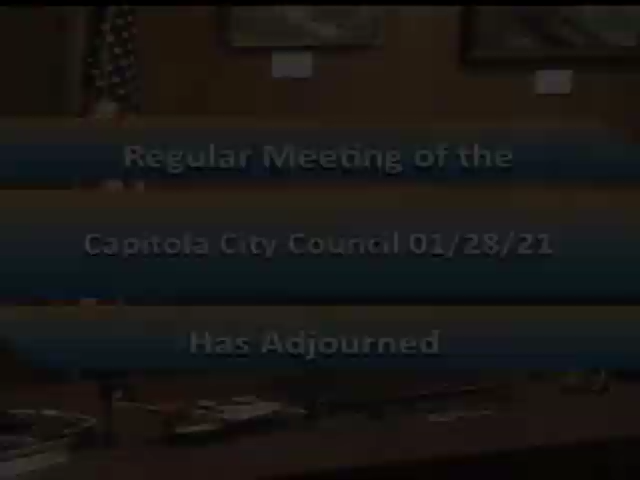 Regular Meeting of the
Capitola City Council 01/28/21
Has Adjourned